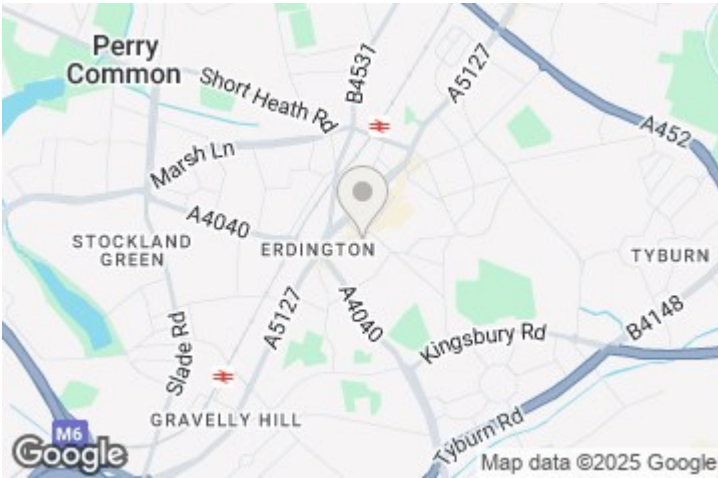 Perry
Common
Short Heath Rd
B4531
A5127
Marsh Ln
A452
A4040
STOCKLAND
GREEN
ERDINGTON
TYBURN
A5127
A4040
Slade Rd
Kingsbury Rd
B4148
GRAVELLY HILL
Tyburn Rd
M6
Google
Map data ©2025 Google